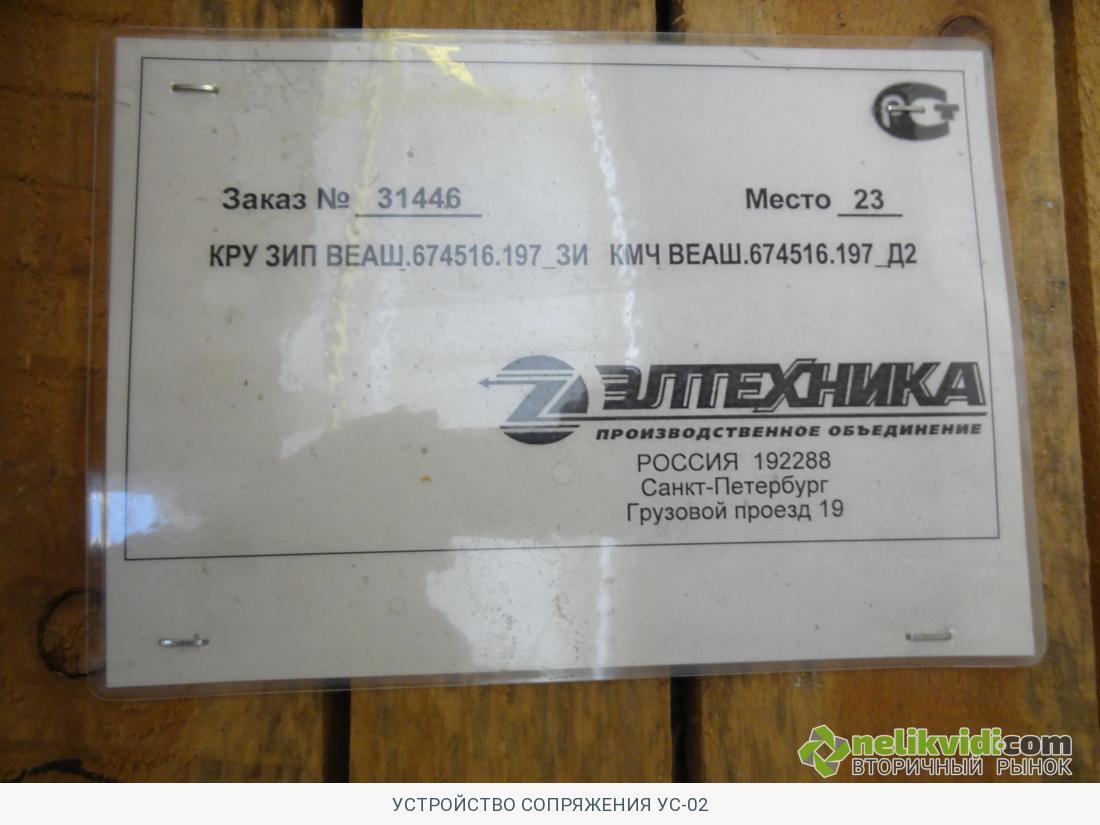 РСТ
Заказ № 31446 Место 23
КРУ ЗИП ВЕАШ.674516.197_ЗИ КМЧ ВЕАШ.674516.197_Д2
ЭЛТЕХНИКА
ПРОИЗВОДСТВЕННОЕ ОБЪЕДИНЕНИЕ
РОССИЯ 192288
Санкт-Петербург
Грузовой проезд 19
nelikvidi.com
ВТОРИЧНЫЙ РЫНОК
УСТРОЙСТВО СОПРЯЖЕНИЯ УС-02